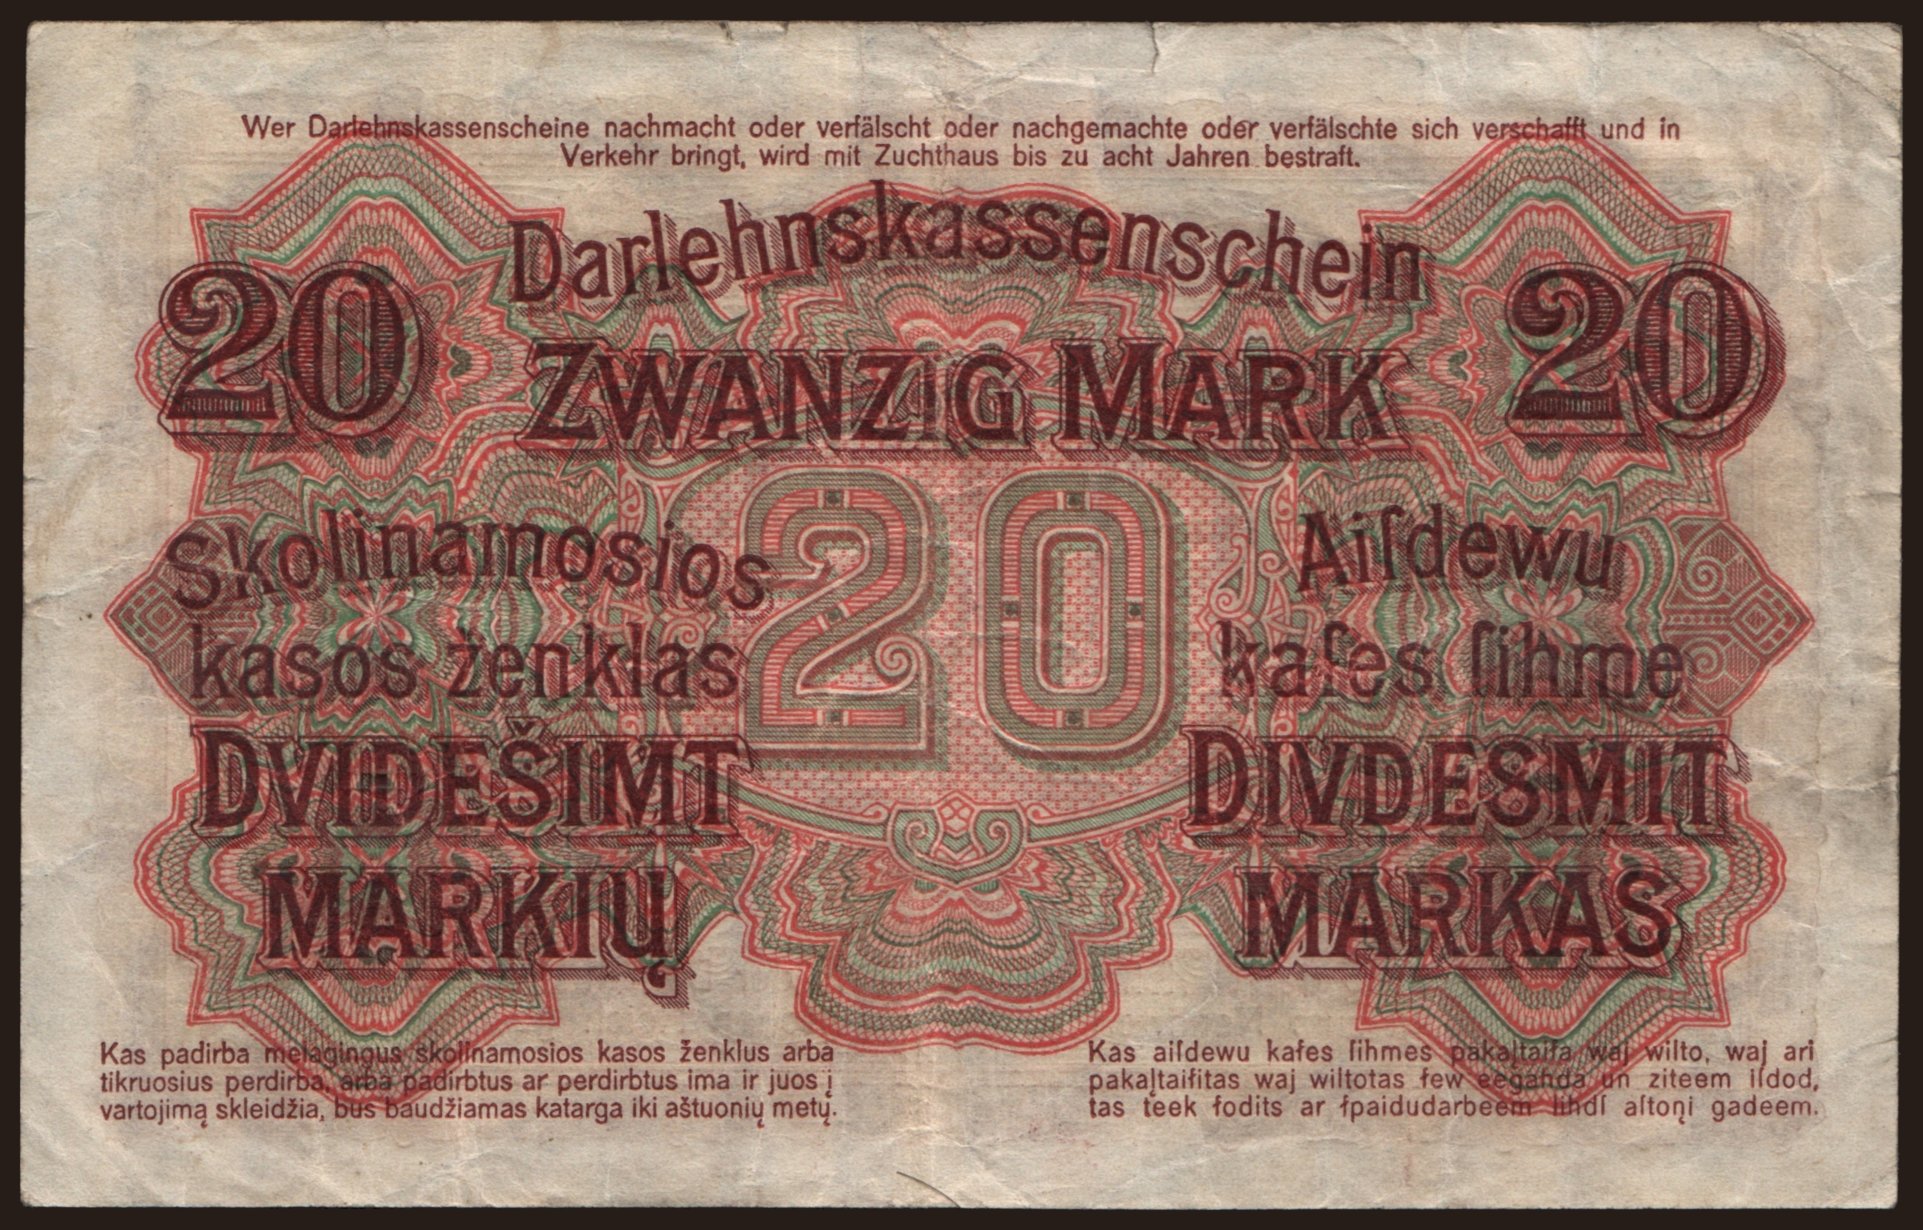 Wer Darlehnskassenscheine nachmacht oder verfälscht oder nachgemachte oder verfälschte sich verschafft und in
Verkehr bringt, wird mit Zuchthaus bis zu acht Jahren bestraft.
Darlehnskassenschein
20 ZWANZIG MARK 20
20
Skolinamosios
kasos ženklas
DVIDEŠIMT
MARKIŲ
Aiſdewu
kaſes ſihme
DIVDESMIT
MARKAS
Kas padirba melagingus skolinamosios kasos ženklus arba
tikruosius perdirba, arba padirbtus ar perdirbtus ima ir juos į
vartojimą skleidžia, bus baudžiamas katarga iki aštuonių metų.
Kas aiſdewu kaſes ſihmes pakaļtaiſa waj wilto, waj ari
pakaļtaiſitas waj wiltotas ſew eegahda un ziteem iſdod,
tas teek ſodits ar ſpaidudarbeem lihdſ aſtoņi gadeem.